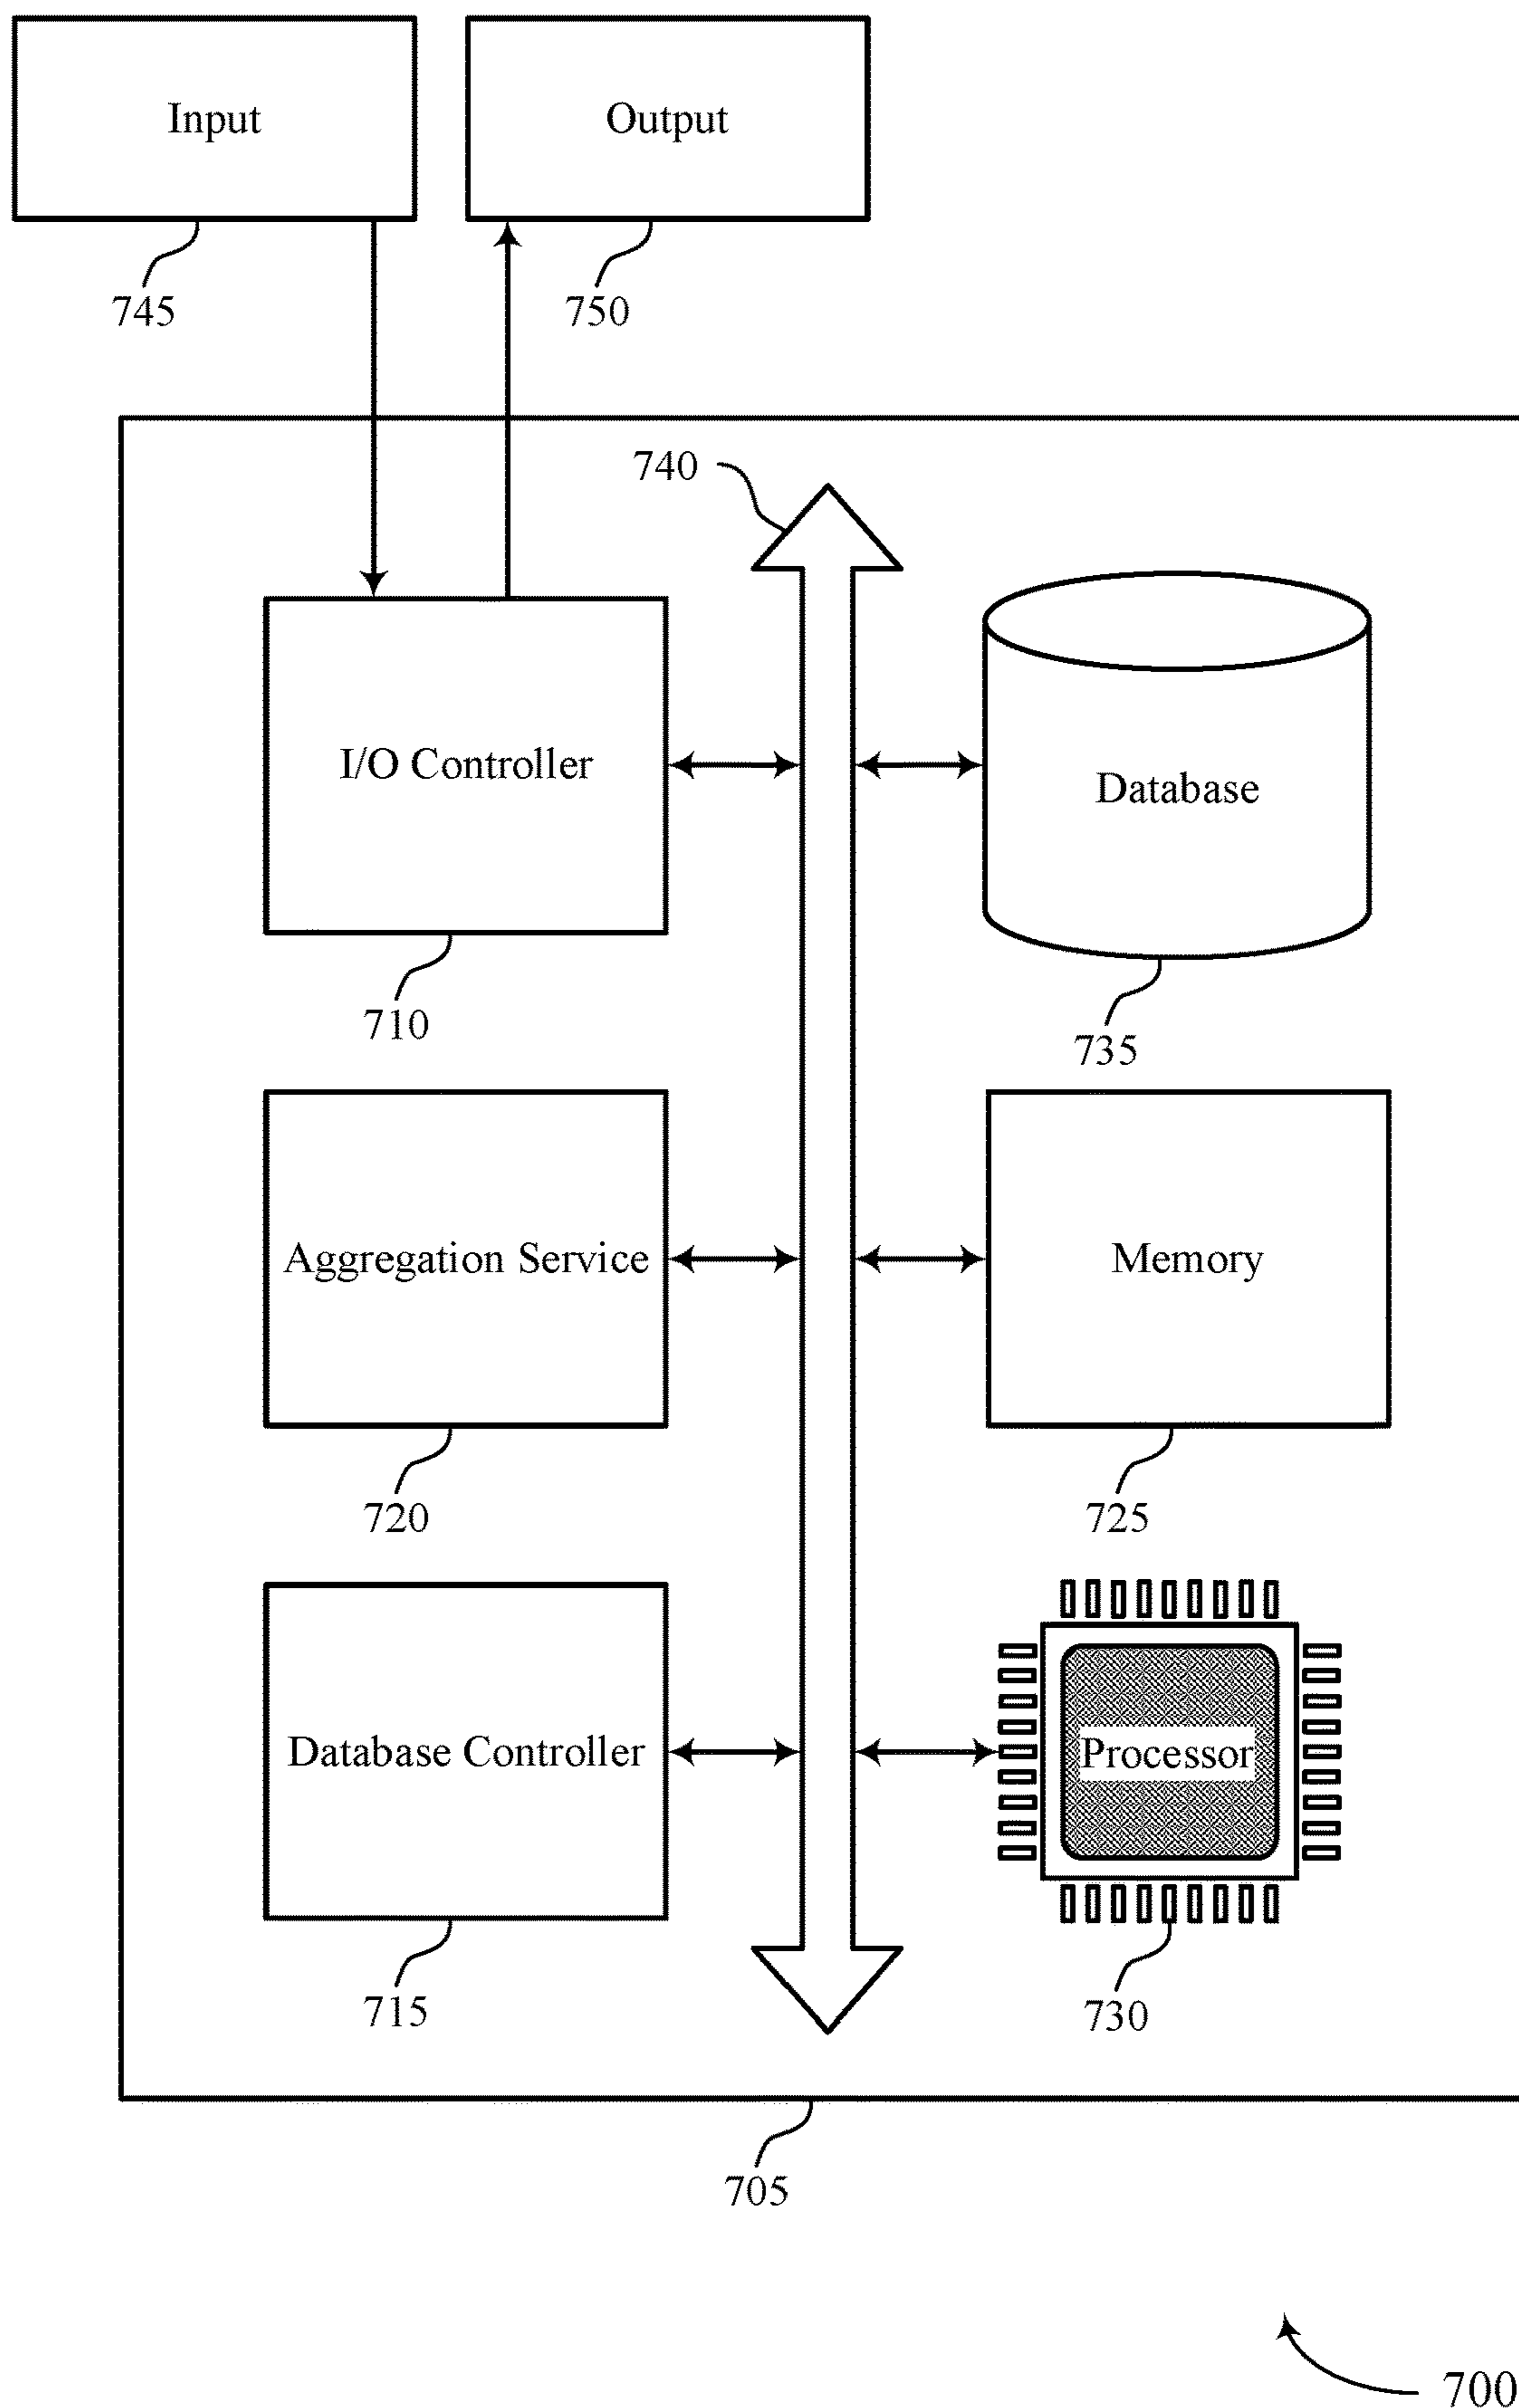 Input
Output
745
750
740
I/O Controller
Database
710
735
Aggregation Service
Memory
720
725
Database Controller
Processor
715
730
705
700